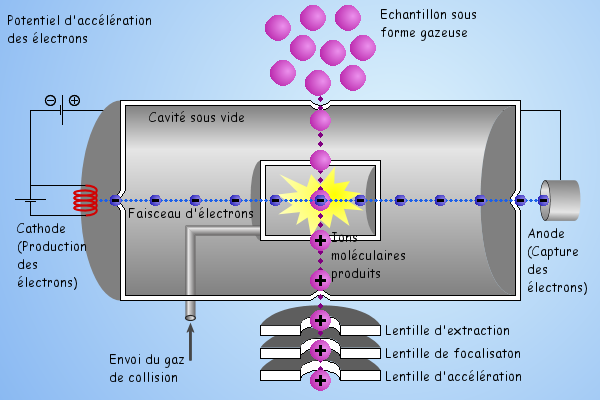 Potentiel d'accélération
des électrons
Echantillon sous
forme gazeuse
Cavité sous vide
Faisceau d'électrons
Cathode
(Production
des
électrons)
Ions
moléculaires
produits
Anode
(Capture
des
électrons)
Envoi du gaz
de collision
Lentille d'extraction
Lentille de focalisaton
Lentille d'accélération